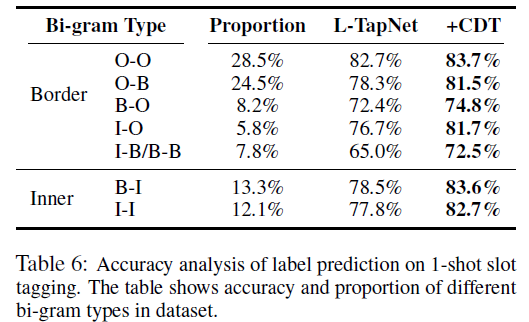 Bi-gram Type Proportion L-TapNet +CDT
Border
O-O 28.5% 82.7% 83.7%
O-B 24.5% 78.3% 81.5%
B-O 8.2% 72.4% 74.8%
I-O 5.8% 76.7% 81.7%
I-B/B-B 7.8% 65.0% 72.5%
Inner
B-I 13.3% 78.5% 83.6%
I-I 12.1% 77.8% 82.7%
Table 6: Accuracy analysis of label prediction on 1-shot slot
tagging. The table shows accuracy and proportion of different
bi-gram types in dataset.